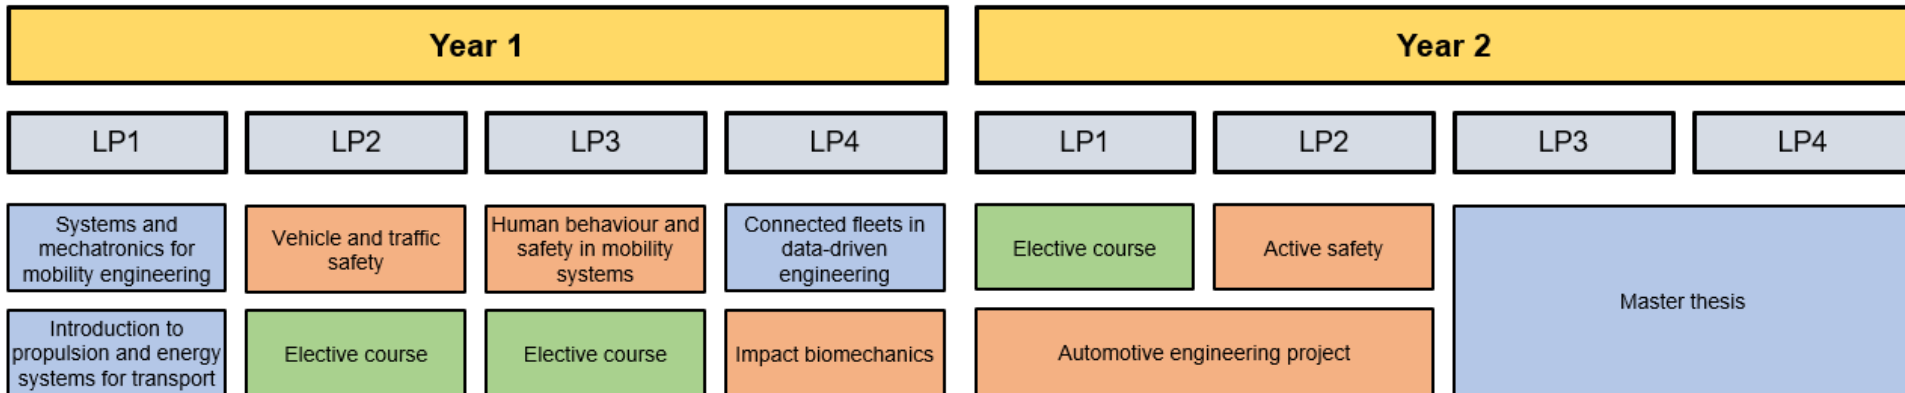 Year 1
Year 2
LP1
LP2
LP3
LP4
LP1
LP2
LP3
LP4
Systems and
mechatronics for
mobility engineering
Vehicle and traffic
safety
Human behaviour and
safety in mobility
systems
Connected fleets in
data-driven
engineering
Elective course
Active safety
Master thesis
Introduction to
propulsion and energy
systems for transport
Elective course
Elective course
Impact biomechanics
Automotive engineering project